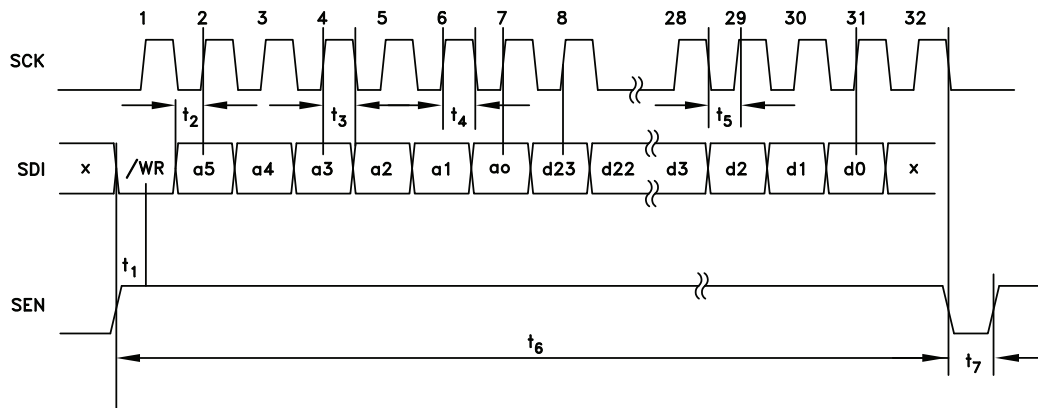 1 2 3 4 5 6 7 8 28 29 30 31 32
SCK
t2 t3 t4 t5
SDI x /WR a5 a4 a3 a2 a1 ao d23 d22 d3 d2 d1 d0 x
t1
SEN
t6
t7